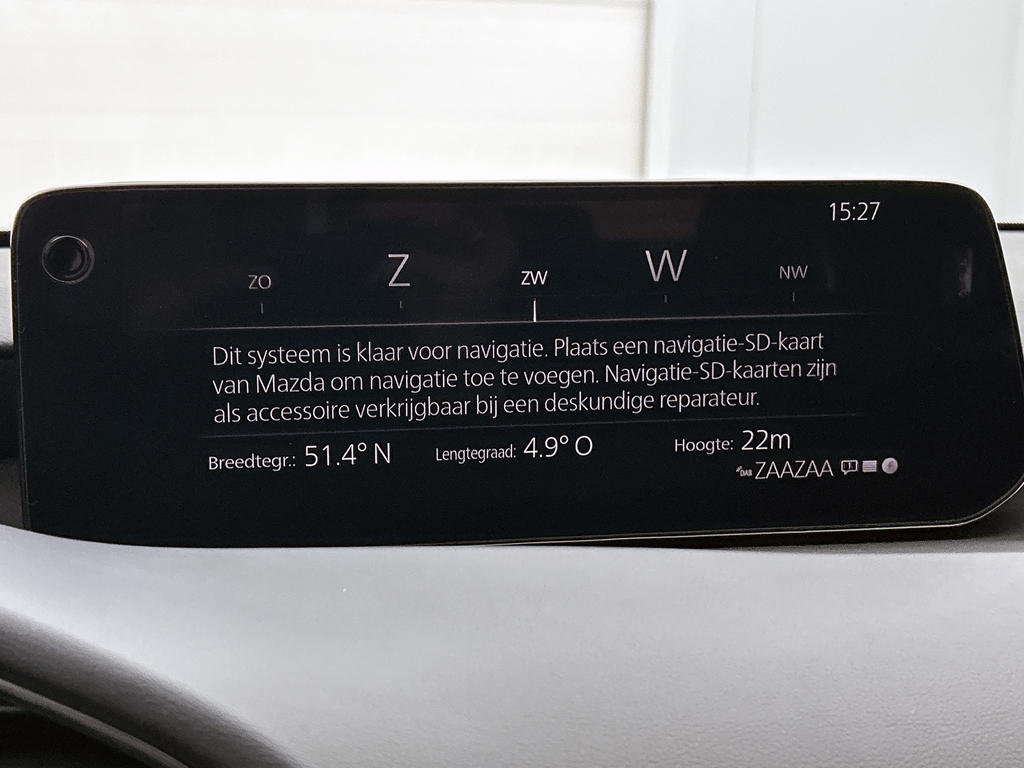 15:27
ZO Z ZW W NW
Dit systeem is klaar voor navigatie. Plaats een navigatie-SD-kaart
van Mazda om navigatie toe te voegen. Navigatie-SD-kaarten zijn
als accessoire verkrijgbaar bij een deskundige reparateur.
Breedtegr.: 51.4° N Lengtegraad: 4.9° O Hoogte: 22m
DAB ZAAZAA